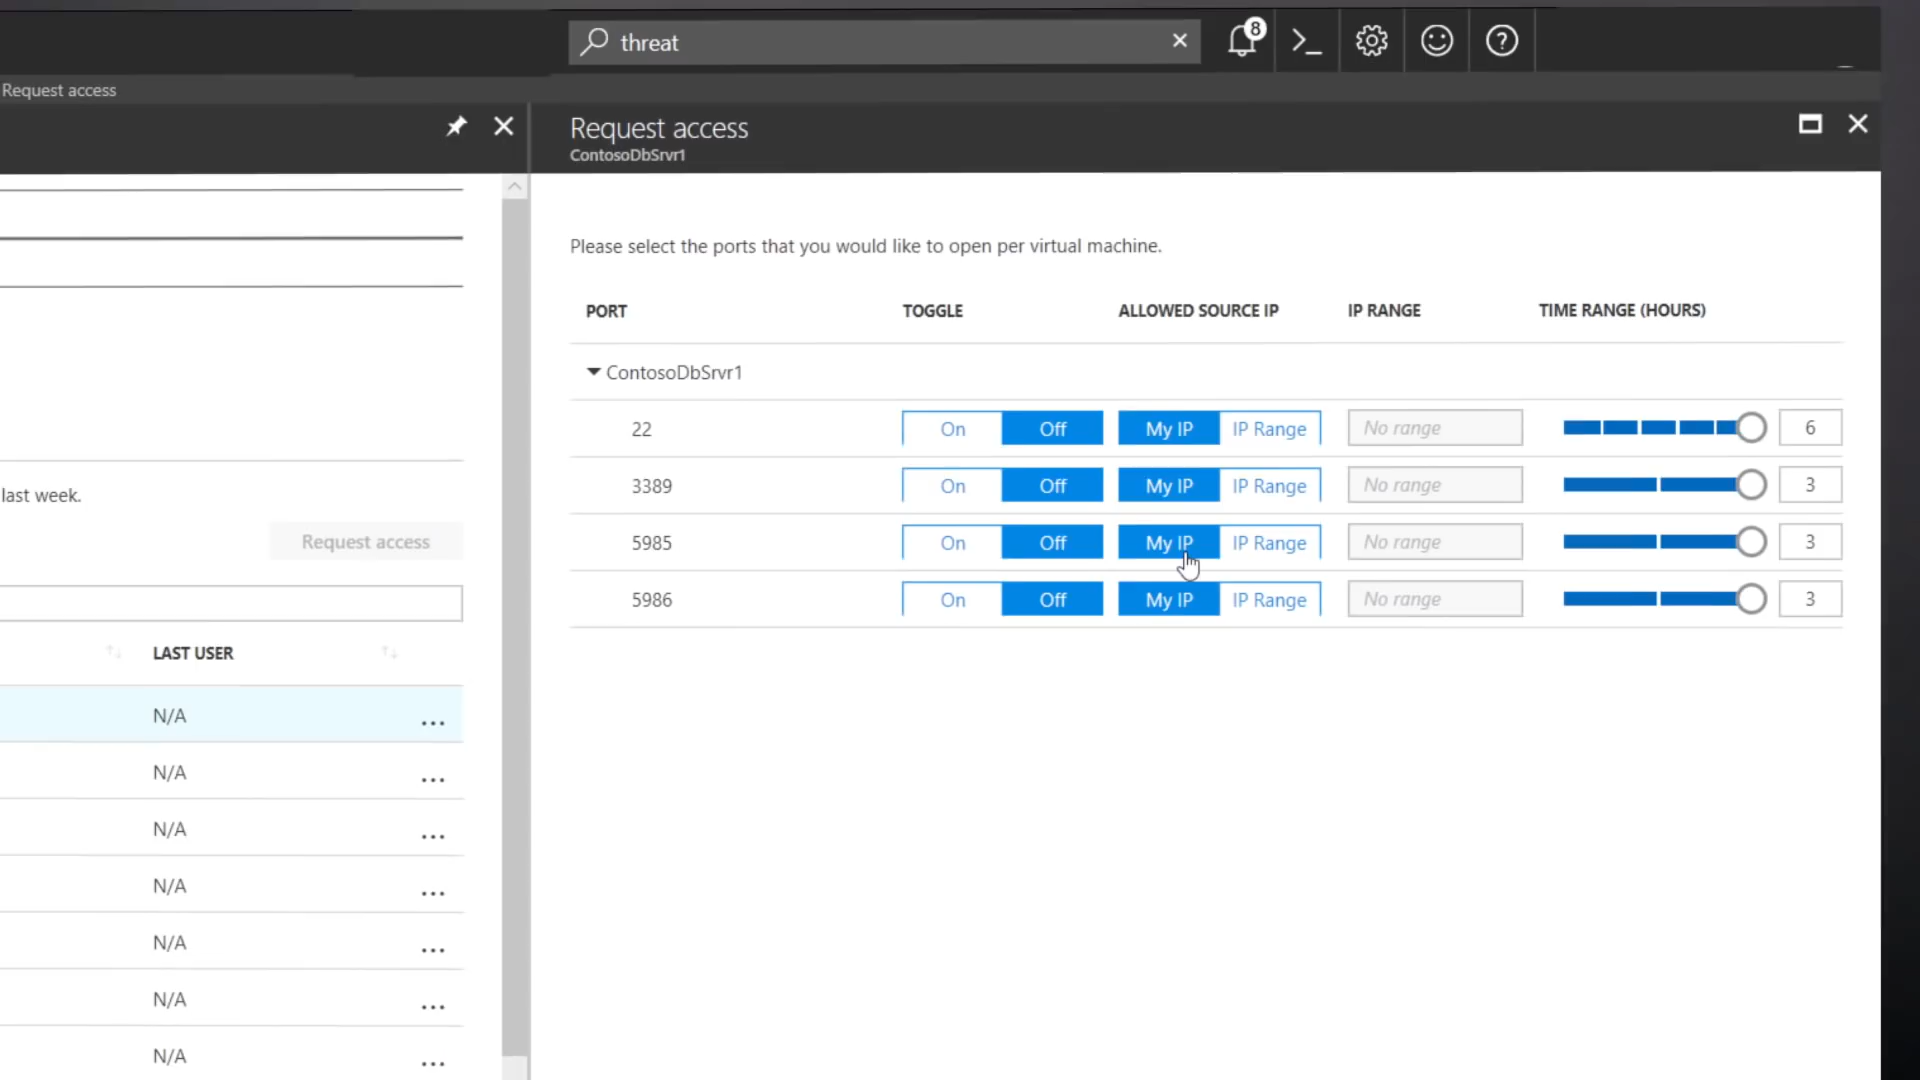 threat
8
Request access
Request access
ContosoDbSrvr1
last week.
Request access
LAST USER
N/A
N/A
N/A
N/A
N/A
N/A
N/A
Please select the ports that you would like to open per virtual machine.
PORT TOGGLE ALLOWED SOURCE IP IP RANGE TIME RANGE (HOURS)
ContosoDbSrvr1
22 On Off My IP IP Range No range 6
3389 On Off My IP IP Range No range 3
5985 On Off My IP IP Range No range 3
5986 On Off My IP IP Range No range 3